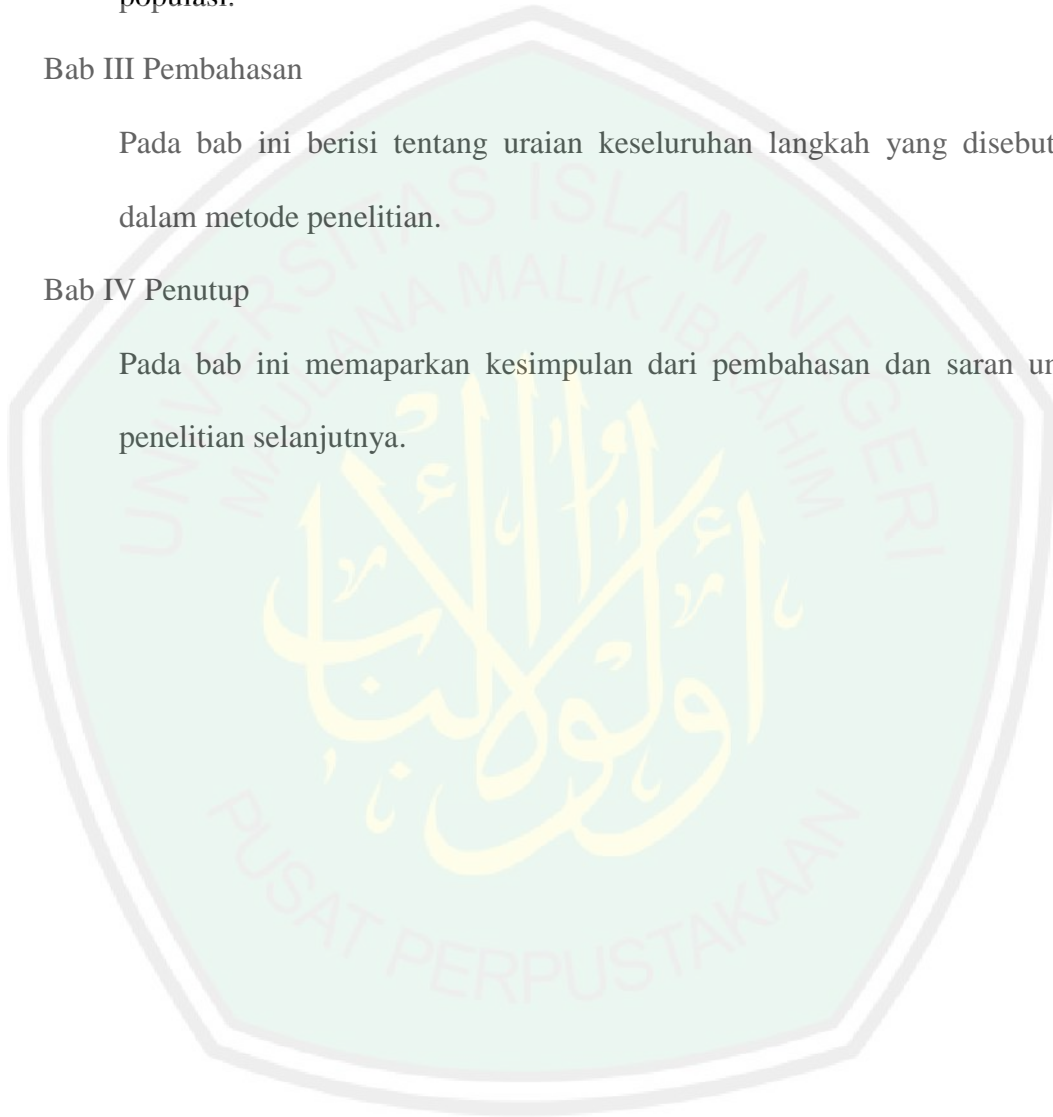 populasi.
Bab III Pembahasan
Pada bab ini berisi tentang uraian keseluruhan langkah yang disebut
dalam metode penelitian.
Bab IV Penutup
Pada bab ini memaparkan kesimpulan dari pembahasan dan saran un
penelitian selanjutnya.
UNIVERSITAS ISLAM NEGERI
MAULANA MALIK IBRAHIM
أولو الألباب
PUSAT PERPUSTAKAAN